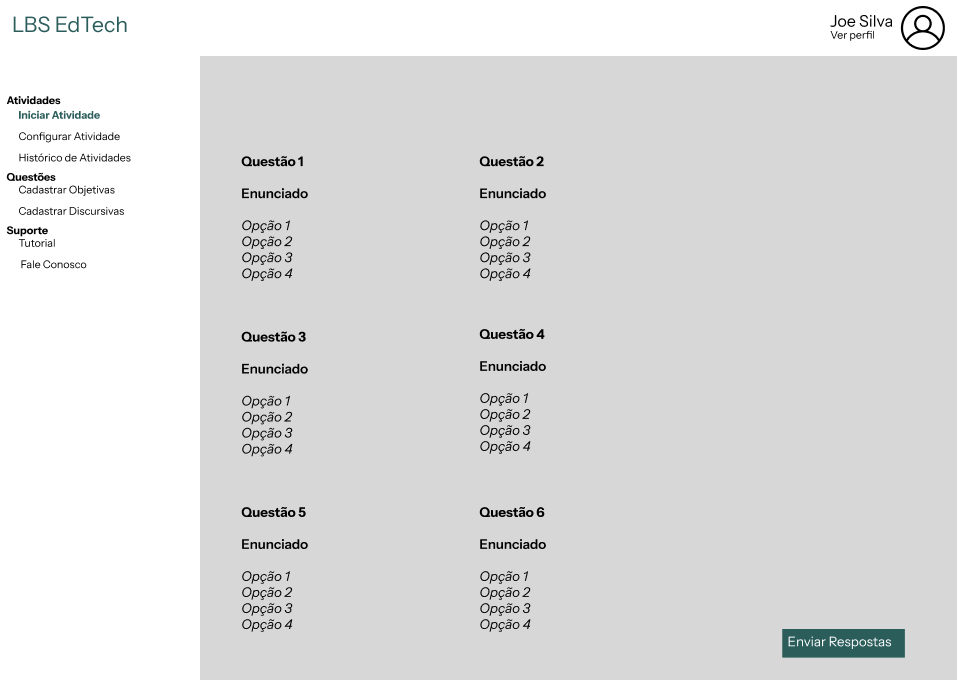 LBS EdTech
Joe Silva
Ver perfil
Atividades
Iniciar Atividade
Configurar Atividade
Histórico de Atividades
Questões
Cadastrar Objetivas
Cadastrar Discursivas
Suporte
Tutorial
Fale Conosco
Questão 1
Enunciado
Opção 1
Opção 2
Opção 3
Opção 4
Questão 2
Enunciado
Opção 1
Opção 2
Opção 3
Opção 4
Questão 3
Enunciado
Opção 1
Opção 2
Opção 3
Opção 4
Questão 4
Enunciado
Opção 1
Opção 2
Opção 3
Opção 4
Questão 5
Enunciado
Opção 1
Opção 2
Opção 3
Opção 4
Questão 6
Enunciado
Opção 1
Opção 2
Opção 3
Opção 4
Enviar Respostas